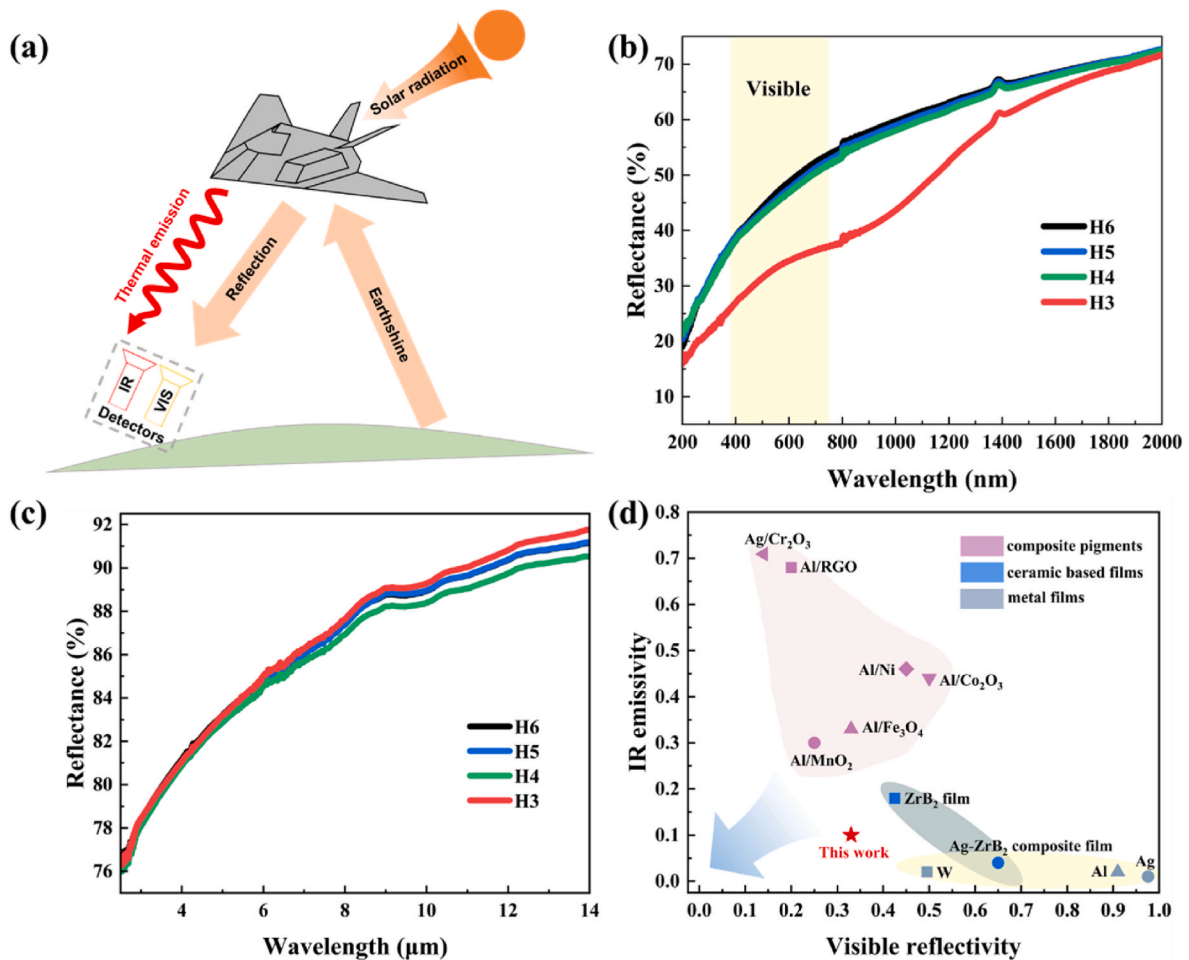 (a)
Solar radiation
Thermal emission
Reflection
Earthshine
IR
VIS
Detectors
(b)
Visible
Reflectance (%)
70
60
50
40
30
20
10
H6
H5
H4
H3
200 400 600 800 1000 1200 1400 1600 1800 2000
Wavelength (nm)
(c)
Reflectance (%)
92
90
88
86
84
82
80
78
76
H6
H5
H4
H3
4 6 8 10 12 14
Wavelength (μm)
(d)
IR emissivity
0.8
0.7
0.6
0.5
0.4
0.3
0.2
0.1
0.0
composite pigments
ceramic based films
metal films
Ag/Cr₂O₃
Al/RGO
Al/Ni
Al/Co₂O₃
Al/Fe₃O₄
Al/MnO₂
ZrB₂ film
This work
Ag-ZrB₂ composite film
W
Al
Ag
0.0 0.1 0.2 0.3 0.4 0.5 0.6 0.7 0.8 0.9 1.0
Visible reflectivity